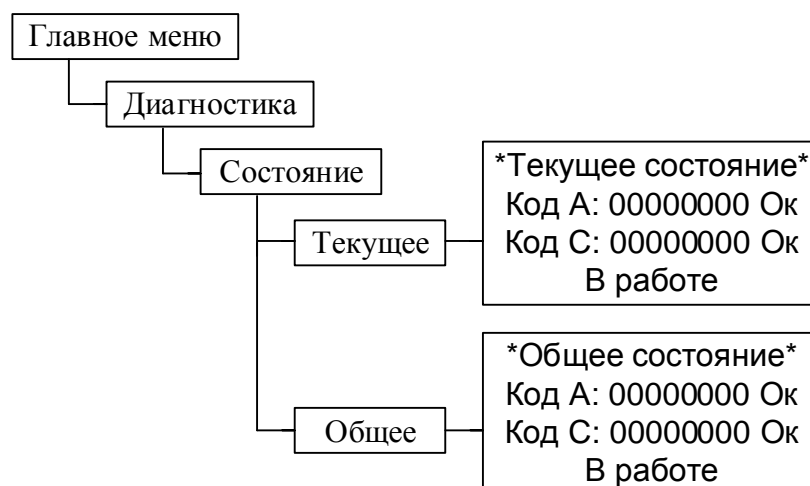 Главное меню
Диагностика
Состояние
Текущее
*Текущее состояние*
Код А: 00000000 Ок
Код С: 00000000 Ок
В работе
Общее
*Общее состояние*
Код А: 00000000 Ок
Код С: 00000000 Ок
В работе